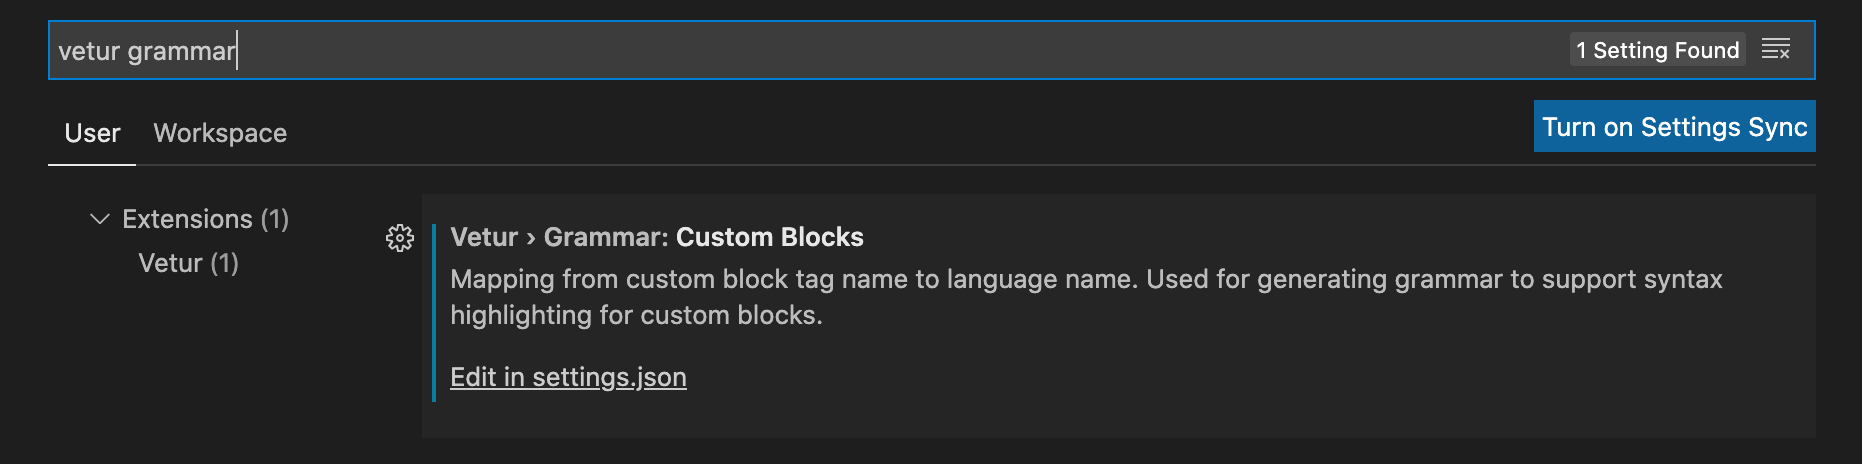 vetur grammar
1 Setting Found
User
Workspace
Turn on Settings Sync
Extensions (1)
Vetur (1)
Vetur › Grammar: Custom Blocks
Mapping from custom block tag name to language name. Used for generating grammar to support syntax
highlighting for custom blocks.
Edit in settings.json